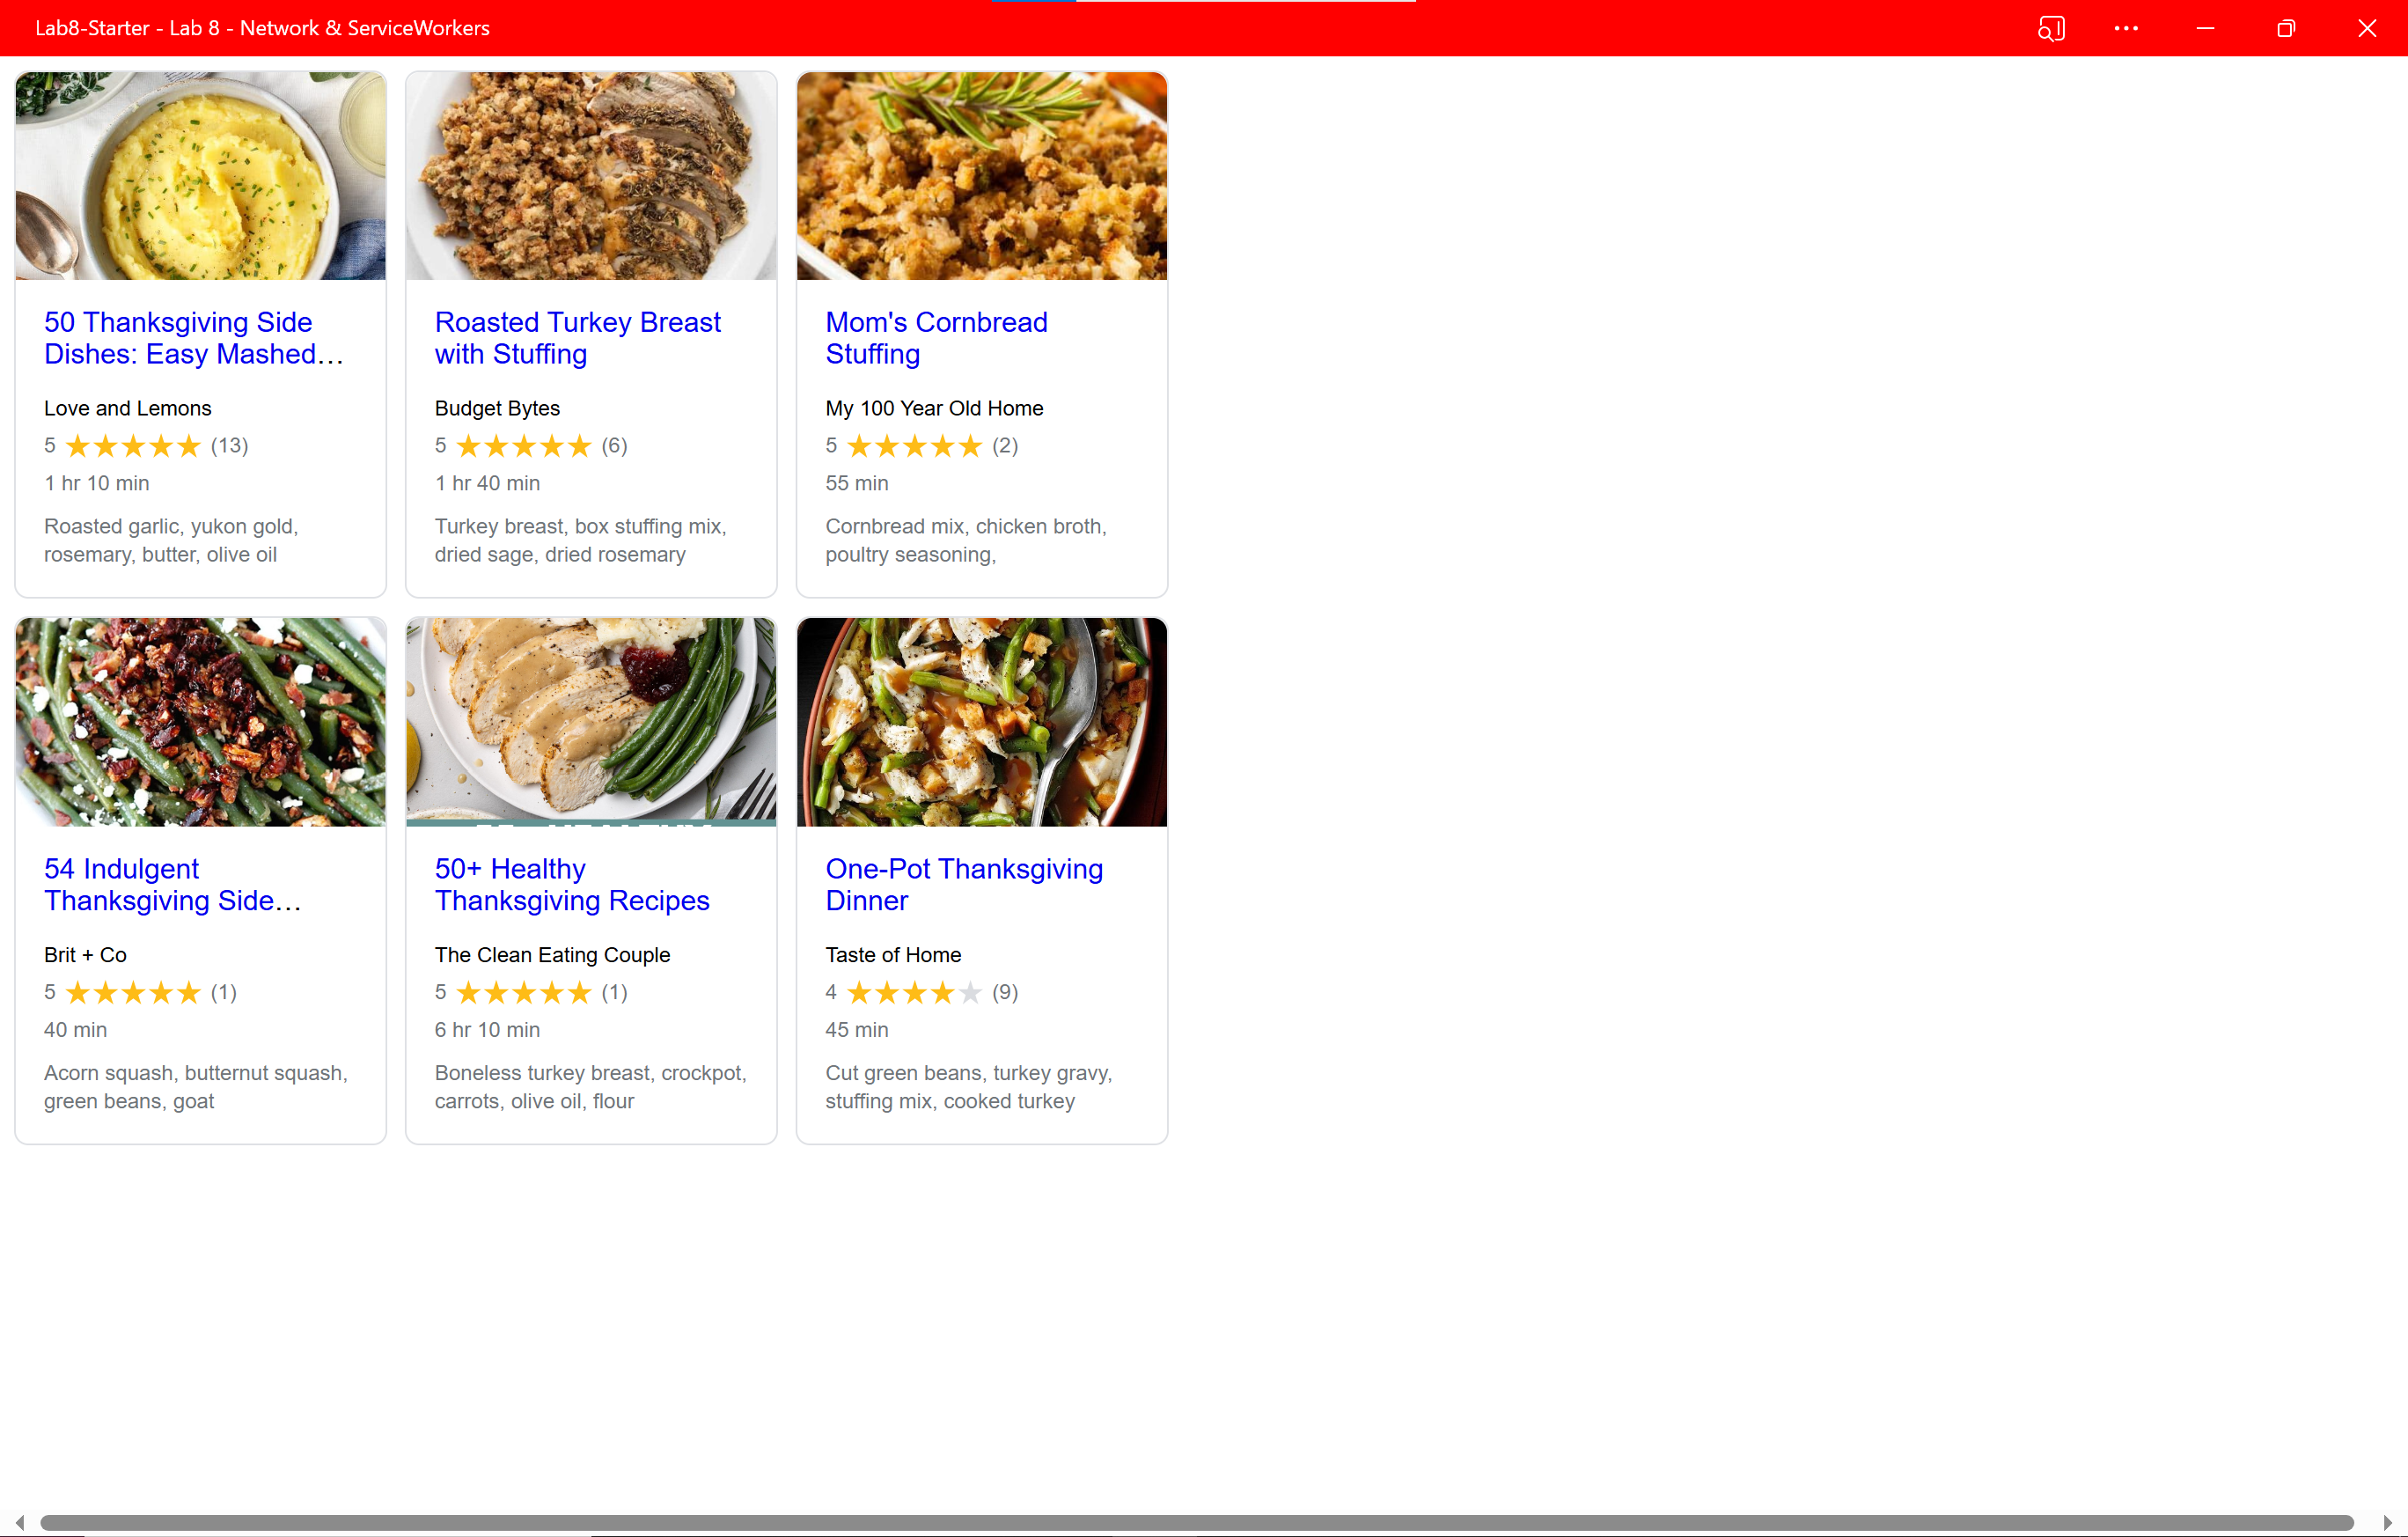 Lab8-Starter - Lab 8 - Network & ServiceWorkers
50 Thanksgiving Side
Dishes: Easy Mashed...
Love and Lemons
5 (13)
1 hr 10 min
Roasted garlic, yukon gold,
rosemary, butter, olive oil
Roasted Turkey Breast
with Stuffing
Budget Bytes
5 (6)
1 hr 40 min
Turkey breast, box stuffing mix,
dried sage, dried rosemary
Mom's Cornbread
Stuffing
My 100 Year Old Home
5 (2)
55 min
Cornbread mix, chicken broth,
poultry seasoning,
54 Indulgent
Thanksgiving Side...
Brit + Co
5 (1)
40 min
Acorn squash, butternut squash,
green beans, goat
50+ Healthy
Thanksgiving Recipes
The Clean Eating Couple
5 (1)
6 hr 10 min
Boneless turkey breast, crockpot,
carrots, olive oil, flour
One-Pot Thanksgiving
Dinner
Taste of Home
4 (9)
45 min
Cut green beans, turkey gravy,
stuffing mix, cooked turkey